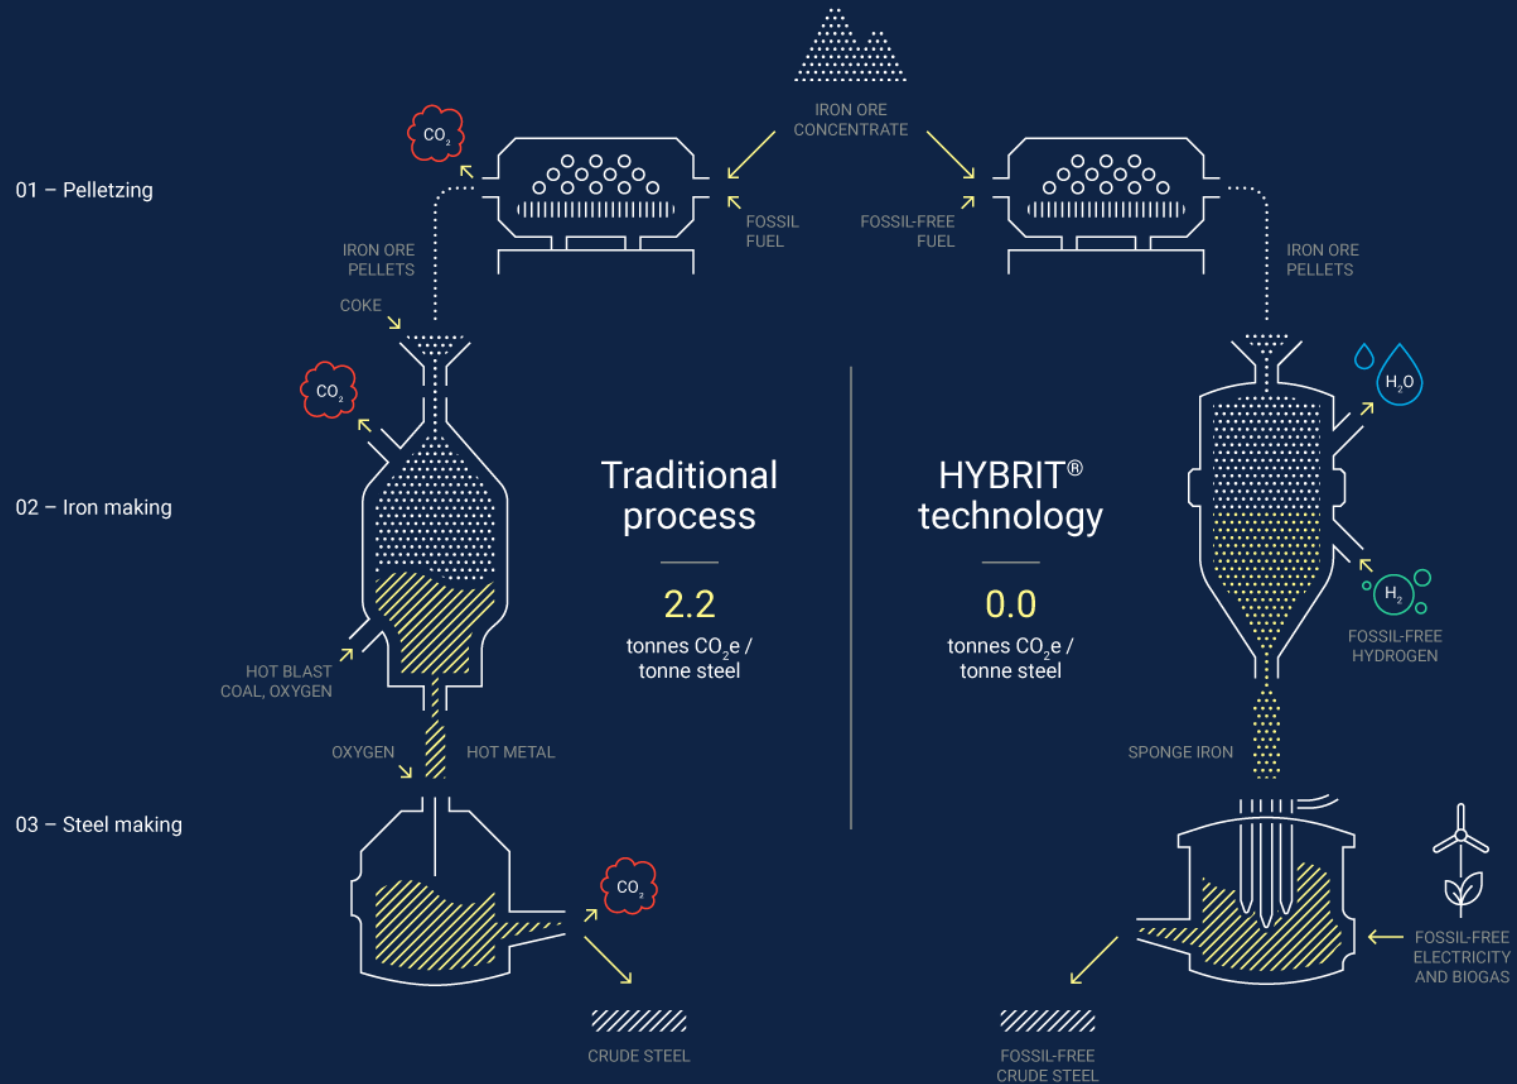 IRON ORE
CONCENTRATE
CO₂
01 – Pelletzing
FOSSIL
FUEL
FOSSIL-FREE
FUEL
IRON ORE
PELLETS
IRON ORE
PELLETS
COKE
CO₂
H₂O
Traditional
process
HYBRIT®
technology
02 – Iron making
2.2
tonnes CO₂e /
tonne steel
0.0
tonnes CO₂e /
tonne steel
H₂
FOSSIL-FREE
HYDROGEN
HOT BLAST
COAL, OXYGEN
OXYGEN
HOT METAL
SPONGE IRON
03 – Steel making
CO₂
FOSSIL-FREE
ELECTRICITY
AND BIOGAS
CRUDE STEEL
FOSSIL-FREE
CRUDE STEEL